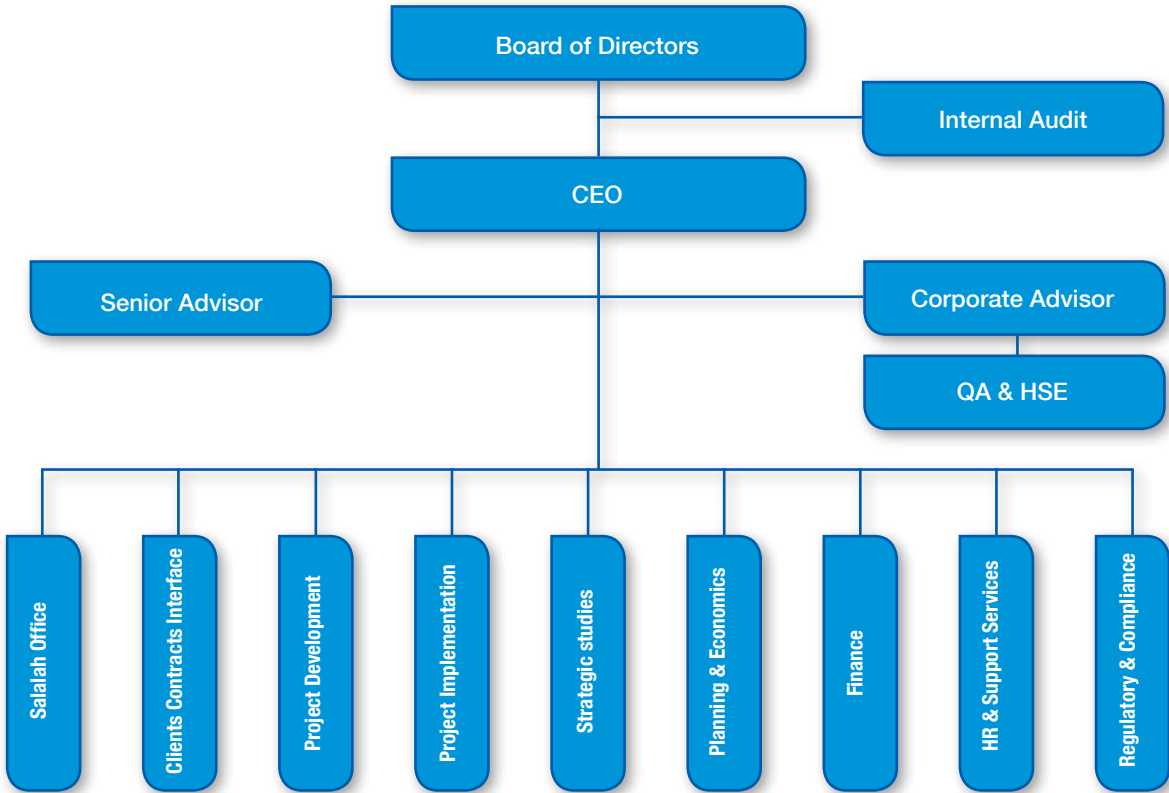 Board of Directors
Internal Audit
CEO
Senior Advisor
Corporate Advisor
QA & HSE
Salalah Office
Clients Contracts Interface
Project Development
Project Implementation
Strategic studies
Planning & Economics
Finance
HR & Support Services
Regulatory & Compliance